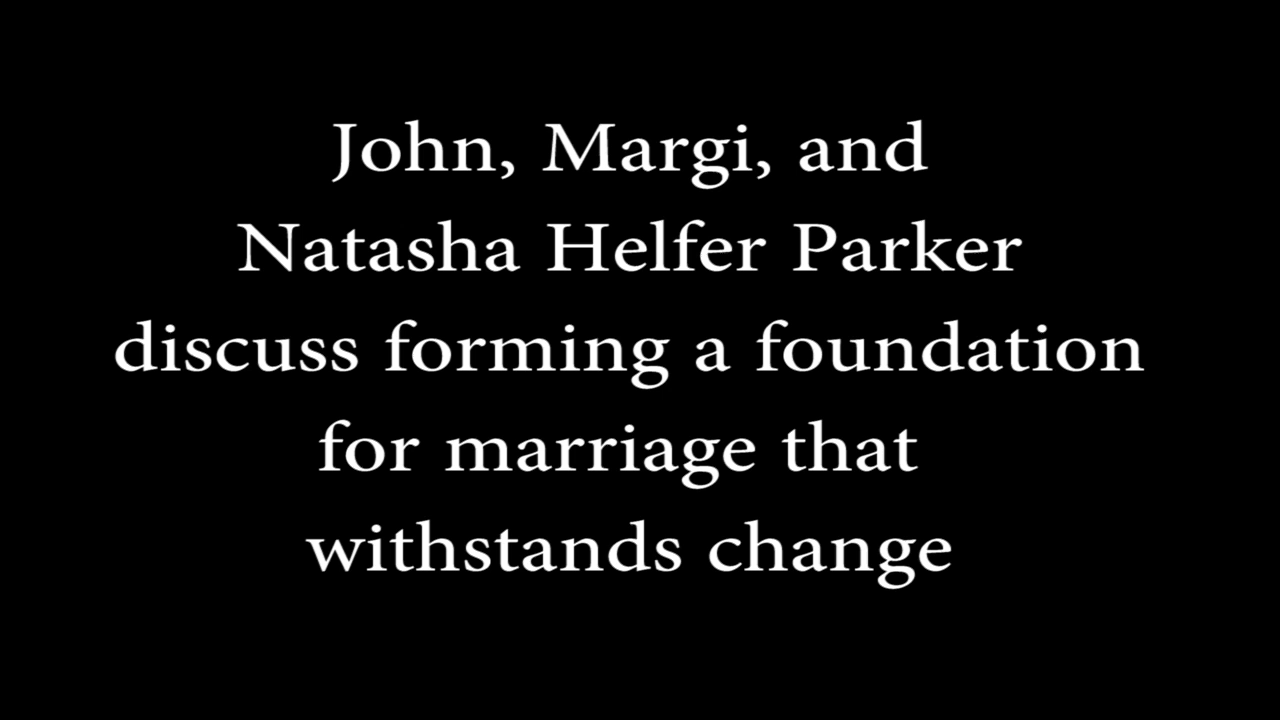 John, Margi, and
Natasha Helfer Parker
discuss forming a foundation
for marriage that
withstands change